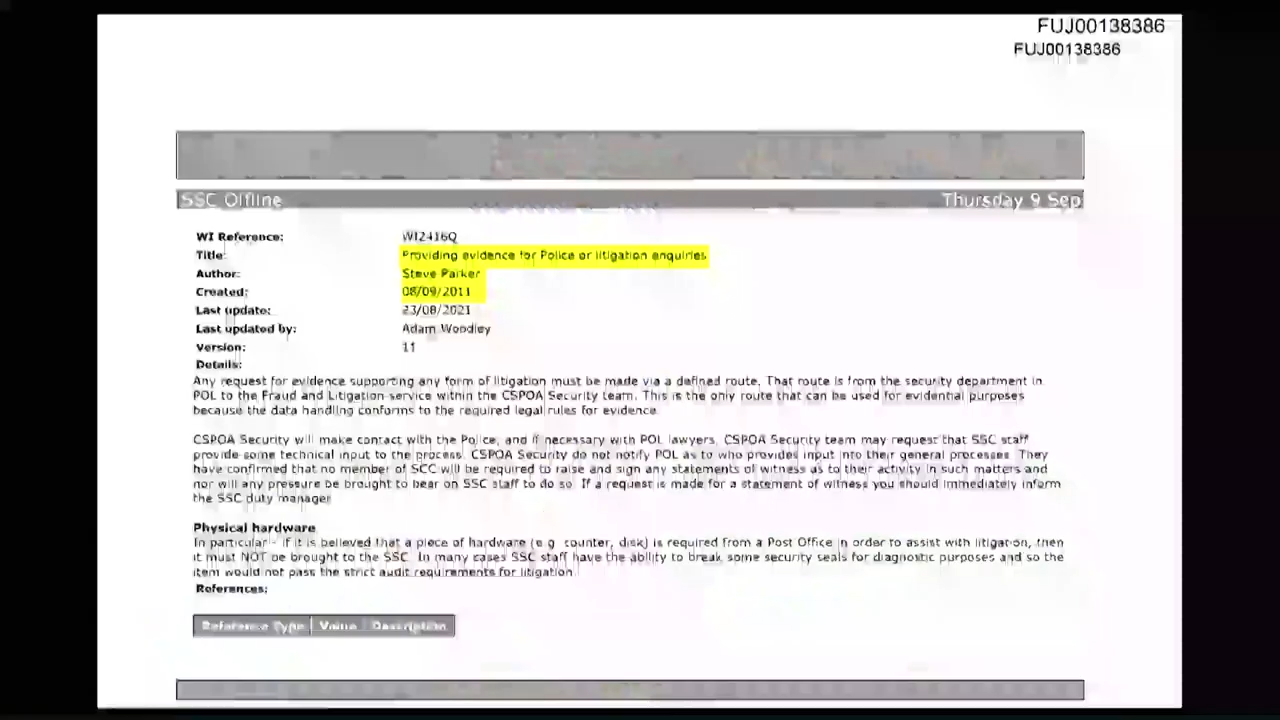 FUJ00138386
FUJ00138386
SSC Offline
Thursday 9 Sep
WI Reference: WI2416Q
Title: Providing evidence for Police or litigation enquiries
Author: Steve Parker
Created: 08/09/2011
Last update: 23/08/2021
Last updated by: Adam Woodley
Version: 11
Details:
Any request for evidence supporting any form of litigation must be made via a defined route. That route is from the security department in
POL to the Fraud and Litigation service within the CSPOA Security team. This is the only route that can be used for evidential purposes
because the data handling conforms to the required legal rules for evidence.
CSPOA Security will make contact with the Police, and if necessary with POL lawyers. CSPOA Security team may request that SSC staff
provide some technical input to the process. CSPOA Security do not notify POL as to who provides input into their general processes. They
have confirmed that no member of SCC will be required to raise and sign any statements of witness as to their activity in such matters and
nor will any pressure be brought to bear on SSC staff to do so. If a request is made for a statement of witness you should immediately inform
the SSC duty manager
Physical hardware
In particular - if it is believed that a piece of hardware (e.g. counter, disk) is required from a Post Office in order to assist with litigation, then
it must NOT be brought to the SSC. In many cases SSC staff have the ability to break some security seals for diagnostic purposes and so the
item would not pass the strict audit requirements for litigation.
References:
Reference Type Value Description